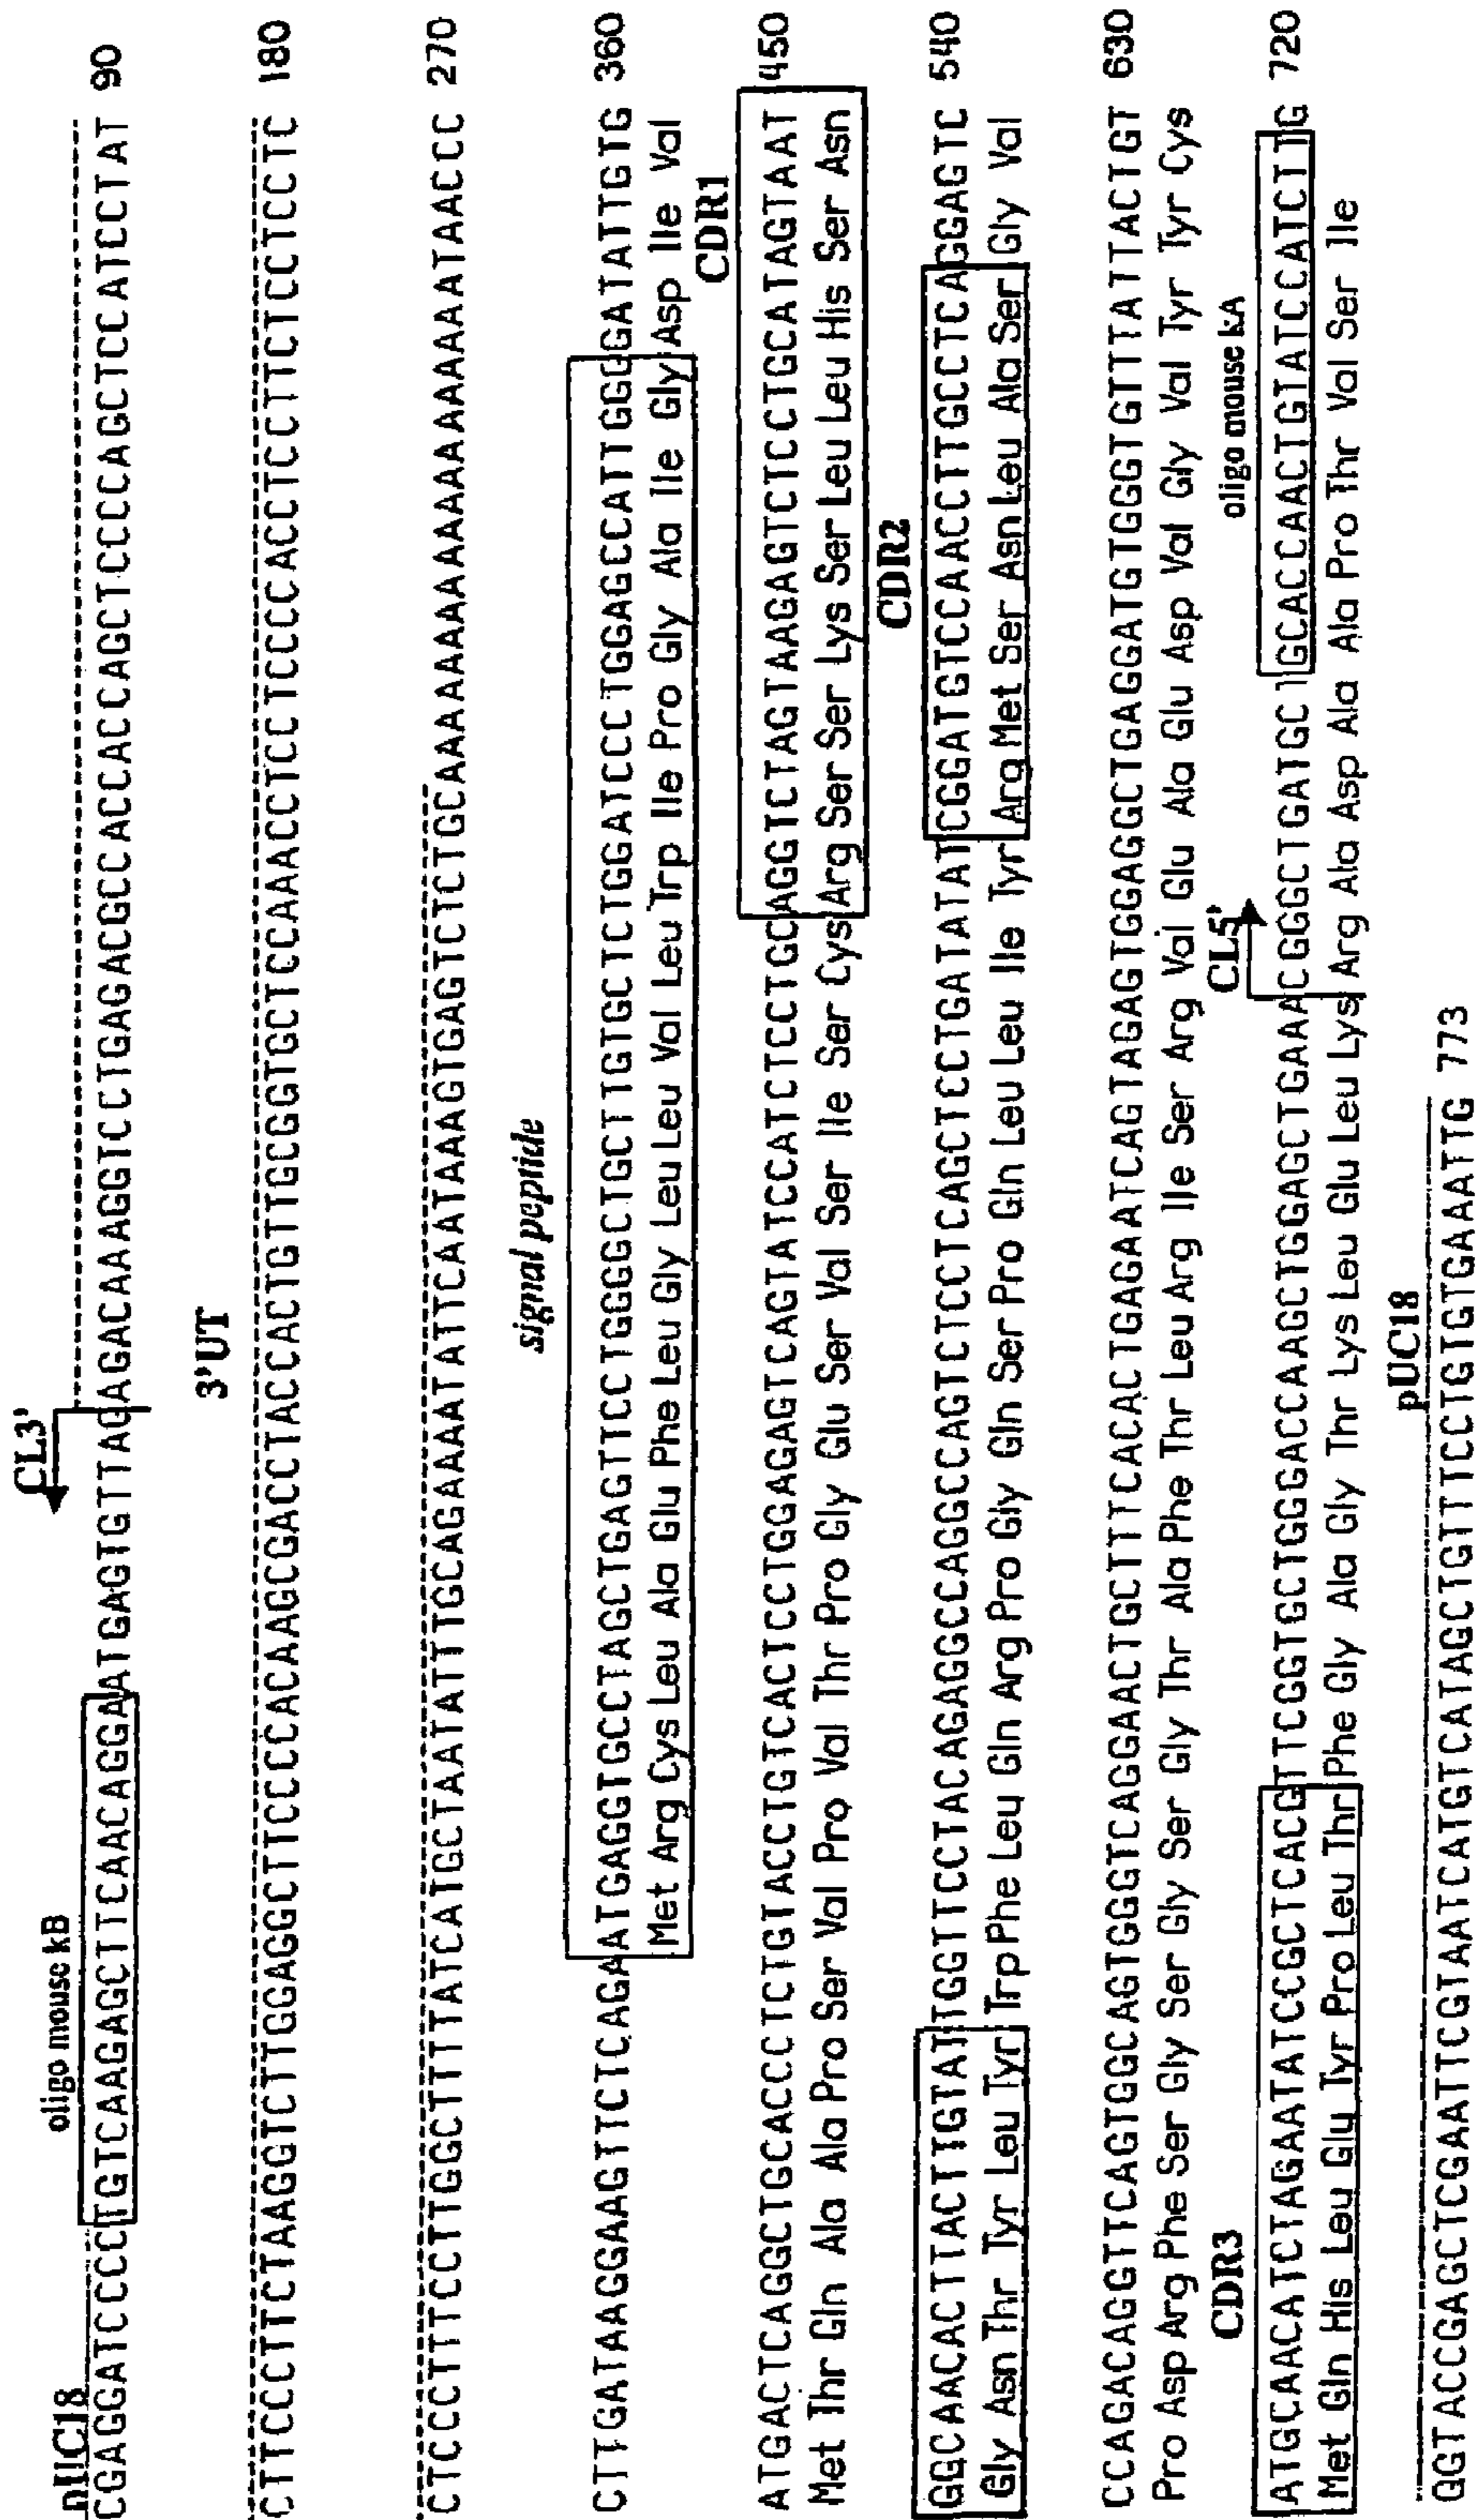 pUC18 oligo mouse kB CL3'
CGAGGATCCCCTGTCAAGAGCTTCAACAGGAATGAGTGTTAGAGACAAAGGTCCTGAGACGCCACCACCAGCTCCCCAGCTCCATCCTAT 90
3'UT
CTTCCCTTCTAAGGTCTTGGAGGCTTCCCCACAAGCGACCTACCACTGTTGCGGTGCTCCAAACCTCCTCCCCACCTCCTTCTCCTCCTC 180
CTCCCTTTCCTTGGCTTTTATCATGCTAATATTTGCAGAAAATATTCAATAAAGTGAGTCTCTGCAAAAAAAAAAAAAAAAAAATAACCC 270
signal peptide
CTTGATAAGGAAGTTCTCAGAATGAGGTGCCTAGCTGAGTTCCTGGGGCTGCTTGTGCTCTGGATCCCTGGAGCCATTGGGGATATTGTG 360
Met Arg Cys Leu Ala Glu Phe Leu Gly Leu Leu Val Leu Trp Ile Pro Gly Ala Ile Gly Asp Ile Val
CDR1
ATGACTCAGGCTGCACCCTCTGTACCTGTCACTCCTGGAGAGTCAGTATCCATCTCCTGCAGGTCTAGTAAGAGTCTCCTGCATAGTAAT 450
Met Thr Gln Ala Ala Pro Ser Val Pro Val Thr Pro Gly Glu Ser Val Ser Ile Ser Cys Arg Ser Ser Lys Ser Leu Leu His Ser Asn
CDR2
GGCAACACTTACTTGTATTGGTTCCTACAGAGGCCAGGCCAGTCTCCTCAGCTCCTGATATATCGGATGTCCAACCTTGCCTCAGGAGTC 540
Gly Asn Thr Tyr Leu Tyr Trp Phe Leu Gln Arg Pro Gly Gln Ser Pro Gln Leu Leu Ile Tyr Arg Met Ser Asn Leu Ala Ser Gly Val
CCAGACAGGTTCAGTGGCAGTGGGTCAGGAACTGCTTTCACACTGAGAATCAGTAGAGTGGAGGCTGAGGATGTGGGTGTTTATTACTGT 630
Pro Asp Arg Phe Ser Gly Ser Gly Ser Gly Thr Ala Phe Thr Leu Arg Ile Ser Arg Val Glu Ala Glu Asp Val Gly Val Tyr Tyr Cys
CDR3 CL5' oligo mouse kA
ATGCAACATCTAGAATATCCGCTCACGTTCGGTGCTGGGACCAAGCTGGAGCTGAAACGGGCTGATGCTGCACCAACTGTATCCATCTTG 720
Met Gln His Leu Glu Tyr Pro Leu Thr Phe Gly Ala Gly Thr Lys Leu Glu Leu Lys Arg Ala Asp Ala Ala Pro Thr Val Ser Ile
pUC18
GGTACCGAGCTCGAATTCGTAATCATGTCATAGCTGTTTCCTGTGTGAAATTG 773